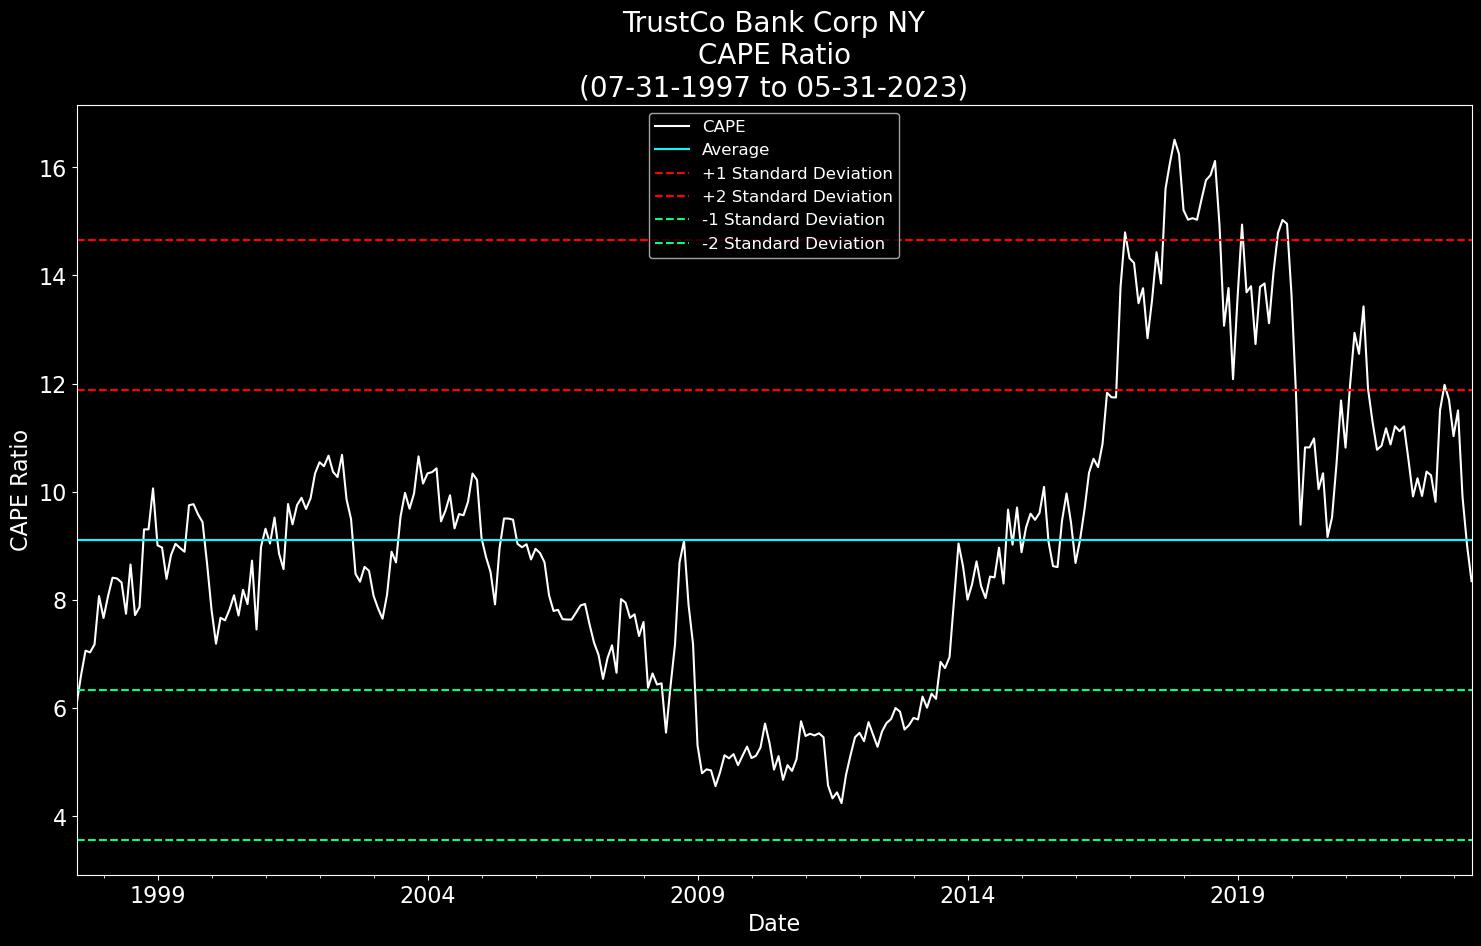 TrustCo Bank Corp NY
CAPE Ratio
(07-31-1997 to 05-31-2023)
CAPE
Average
+1 Standard Deviation
+2 Standard Deviation
-1 Standard Deviation
-2 Standard Deviation
CAPE Ratio
16
14
12
10
8
6
4
1999
2004
2009
2014
2019
Date